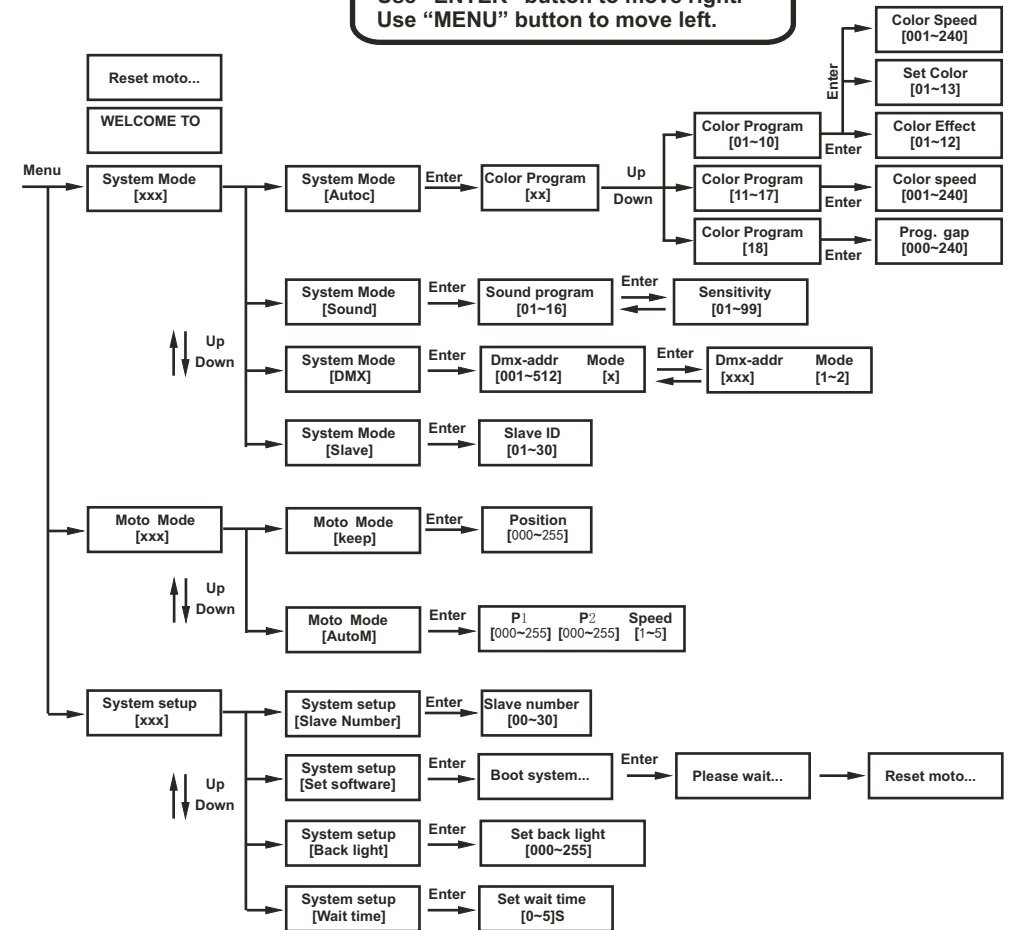 Use "ENTER" button to move right.
Use “MENU” button to move left.
Reset moto...
WELCOME TO
Menu
System Mode
[xxx]
System Mode
[Autoc]
Enter
Color Program
[xx]
Up
Down
Color Program
[01~10]
Enter
Enter
Color Speed
[001~240]
Set Color
[01~13]
Color Effect
[01~12]
Color Program
[11~17]
Enter
Color speed
[001~240]
Color Program
[18]
Enter
Prog. gap
[000~240]
System Mode
[Sound]
Enter
Sound program
[01~16]
Enter
Sensitivity
[01~99]
Up
Down
System Mode
[DMX]
Enter
Dmx-addr Mode
[001~512] [x]
Enter
Dmx-addr Mode
[xxx] [1~2]
System Mode
[Slave]
Enter
Slave ID
[01~30]
Moto Mode
[xxx]
Moto Mode
[keep]
Enter
Position
[000~255]
Up
Down
Moto Mode
[AutoM]
Enter
P1 P2 Speed
[000~255] [000~255] [1~5]
System setup
[xxx]
System setup
[Slave Number]
Enter
Slave number
[00~30]
Up
Down
System setup
[Set software]
Enter
Boot system...
Enter
Please wait...
Reset moto...
System setup
[Back light]
Enter
Set back light
[000~255]
System setup
[Wait time]
Enter
Set wait time
[0~5]S